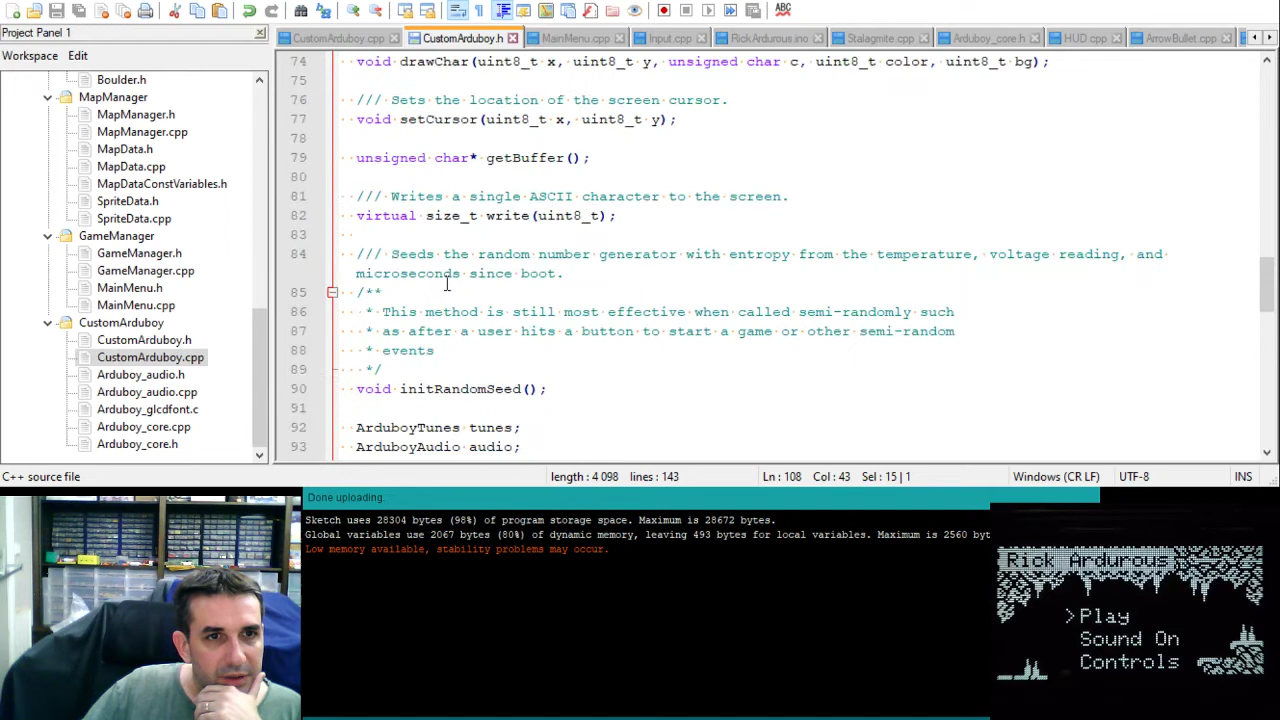 Project Panel 1
Workspace Edit
Boulder.h
MapManager
MapManager.h
MapManager.cpp
MapData.h
MapData.cpp
MapDataConstVariables.h
SpriteData.h
SpriteData.cpp
GameManager
GameManager.h
GameManager.cpp
MainMenu.h
MainMenu.cpp
CustomArduboy
CustomArduboy.h
CustomArduboy.cpp
Arduboy_audio.h
Arduboy_audio.cpp
Arduboy_glcdfont.c
Arduboy_core.cpp
Arduboy_core.h
CustomArduboy.cpp CustomArduboy.h MainMenu.cpp Input.cpp RickArdurous.ino Stalagmite.cpp Arduboy_core.h HUD.cpp ArrowBullet.cpp
74 void drawChar(uint8_t x, uint8_t y, unsigned char c, uint8_t color, uint8_t bg);
75
76 /// Sets the location of the screen cursor.
77 void setCursor(uint8_t x, uint8_t y);
78
79 unsigned char* getBuffer();
80
81 /// Writes a single ASCII character to the screen.
82 virtual size_t write(uint8_t);
83
84 /// Seeds the random number generator with entropy from the temperature, voltage reading, and
microseconds since boot.
85 /**
86 * This method is still most effective when called semi-randomly such
87 * as after a user hits a button to start a game or other semi-random
88 * events
89 */
90 void initRandomSeed();
91
92 ArduboyTunes tunes;
93 ArduboyAudio audio;
C++ source file length : 4 098 lines : 143 Ln : 108 Col : 43 Sel : 15 | 1 Windows (CR LF) UTF-8 INS
Done uploading.
Sketch uses 28304 bytes (98%) of program storage space. Maximum is 28672 bytes.
Global variables use 2067 bytes (80%) of dynamic memory, leaving 493 bytes for local variables. Maximum is 2560 byt
Low memory available, stability problems may occur.
Rick Ardurous
>Play
Sound On
Controls